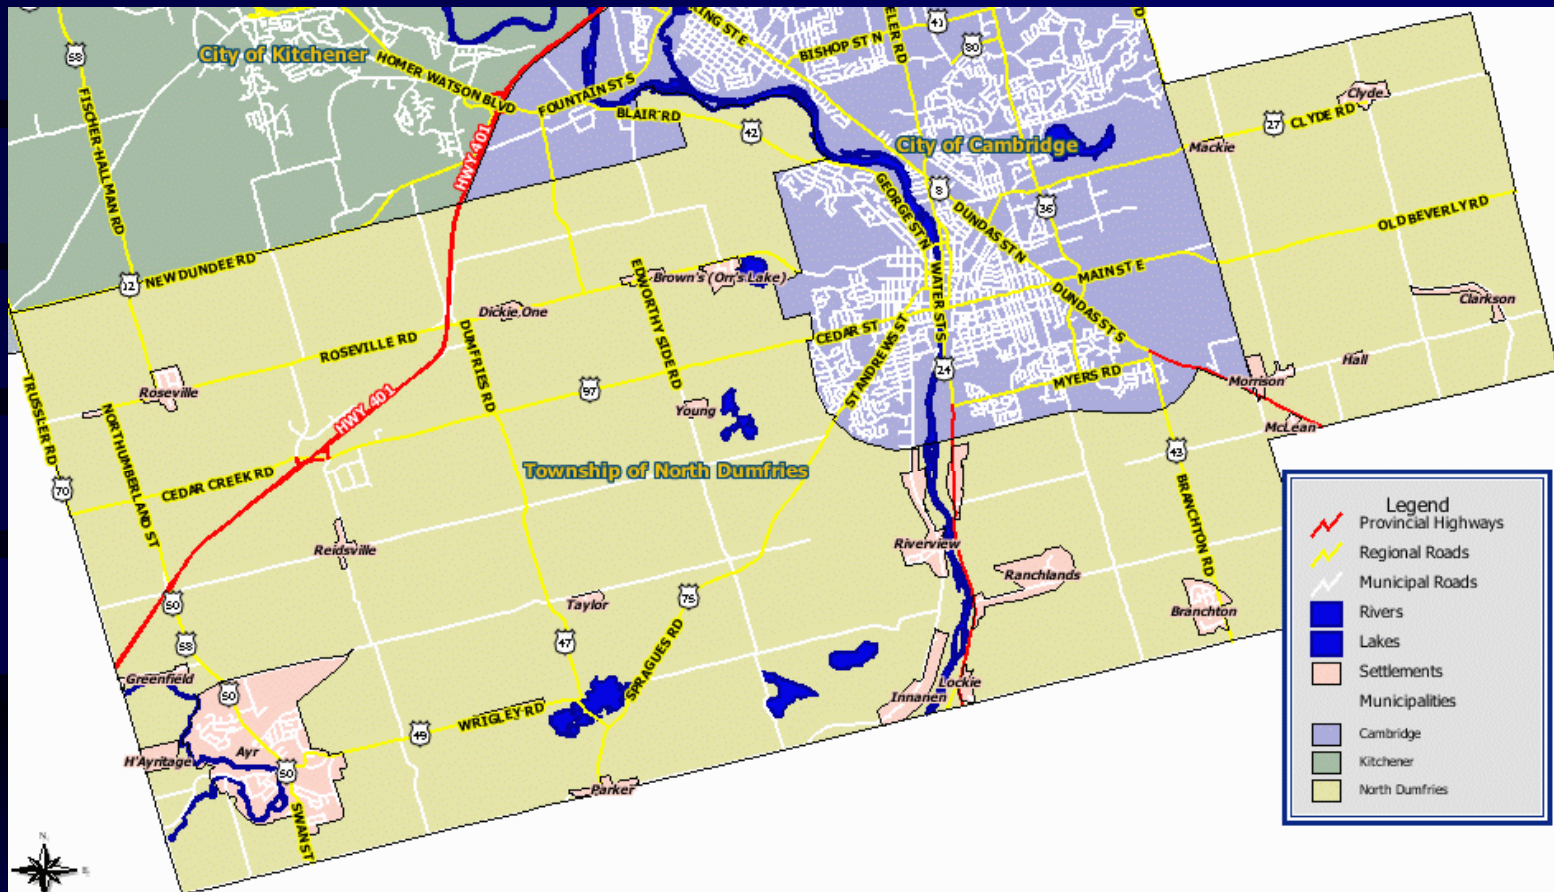 58
City of Kitchener
HOMER WATSON BLVD
FOUNTAIN ST S
BLAIR RD
42
HWY 401
FISCHER-HALLMAN RD
BISHOP ST N
41
80
City of Cambridge
Clyde
27
CLYDE RD
Mackie
8
36
GEORGE ST N
DUNDAS ST N
OLD BEVERLY RD
12
NEW DUNDEE RD
EDWORTHY SIDE RD
Brown's (Orr's Lake)
WATER ST S
MAIN ST E
DUNDAS ST S
Clarkson
Dickie One
ROSEVILLE RD
DUMFRIES RD
CEDAR ST
ST ANDREWS ST
24
MYERS RD
Hall
Morrison
McLean
Roseville
TRUSSLER RD
NORTHUMBERLAND ST
HWY 401
97
Young
Township of North Dumfries
43
BRANCHTON RD
CEDAR CREEK RD
70
Reidsville
Riverview
Ranchlands
Branchton
50
58
Taylor
75
47
SPRAGUES RD
Greenfield
50
WRIGLEY RD
49
Innanen
Lockie
H'Ayritage
Ayr
50
Parker
SWAN ST
Legend
Provincial Highways
Regional Roads
Municipal Roads
Rivers
Lakes
Settlements
Municipalities
Cambridge
Kitchener
North Dumfries
N